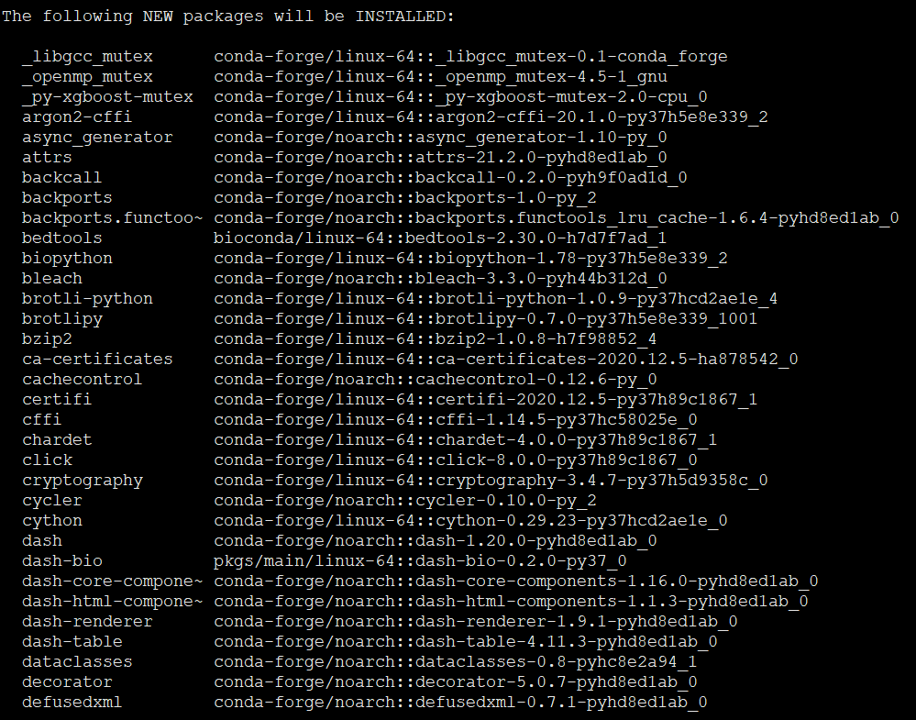 The following NEW packages will be INSTALLED:
_libgcc_mutex conda-forge/linux-64::_libgcc_mutex-0.1-conda_forge
_openmp_mutex conda-forge/linux-64::_openmp_mutex-4.5-1_gnu
_py-xgboost-mutex conda-forge/linux-64::_py-xgboost-mutex-2.0-cpu_0
argon2-cffi conda-forge/linux-64::argon2-cffi-20.1.0-py37h5e8e339_2
async_generator conda-forge/noarch::async_generator-1.10-py_0
attrs conda-forge/noarch::attrs-21.2.0-pyhd8ed1ab_0
backcall conda-forge/noarch::backcall-0.2.0-pyh9f0ad1d_0
backports conda-forge/noarch::backports-1.0-py_2
backports.functoo~ conda-forge/noarch::backports.functools_lru_cache-1.6.4-pyhd8ed1ab_0
bedtools bioconda/linux-64::bedtools-2.30.0-h7d7f7ad_1
biopython conda-forge/linux-64::biopython-1.78-py37h5e8e339_2
bleach conda-forge/noarch::bleach-3.3.0-pyh44b312d_0
brotli-python conda-forge/linux-64::brotli-python-1.0.9-py37hcd2ae1e_4
brotlipy conda-forge/linux-64::brotlipy-0.7.0-py37h5e8e339_1001
bzip2 conda-forge/linux-64::bzip2-1.0.8-h7f98852_4
ca-certificates conda-forge/linux-64::ca-certificates-2020.12.5-ha878542_0
cachecontrol conda-forge/noarch::cachecontrol-0.12.6-py_0
certifi conda-forge/linux-64::certifi-2020.12.5-py37h89c1867_1
cffi conda-forge/linux-64::cffi-1.14.5-py37hc58025e_0
chardet conda-forge/linux-64::chardet-4.0.0-py37h89c1867_1
click conda-forge/linux-64::click-8.0.0-py37h89c1867_0
cryptography conda-forge/linux-64::cryptography-3.4.7-py37h5d9358c_0
cycler conda-forge/noarch::cycler-0.10.0-py_2
cython conda-forge/linux-64::cython-0.29.23-py37hcd2ae1e_0
dash conda-forge/noarch::dash-1.20.0-pyhd8ed1ab_0
dash-bio pkgs/main/linux-64::dash-bio-0.2.0-py37_0
dash-core-compone~ conda-forge/noarch::dash-core-components-1.16.0-pyhd8ed1ab_0
dash-html-compone~ conda-forge/noarch::dash-html-components-1.1.3-pyhd8ed1ab_0
dash-renderer conda-forge/noarch::dash-renderer-1.9.1-pyhd8ed1ab_0
dash-table conda-forge/noarch::dash-table-4.11.3-pyhd8ed1ab_0
dataclasses conda-forge/noarch::dataclasses-0.8-pyhc8e2a94_1
decorator conda-forge/noarch::decorator-5.0.7-pyhd8ed1ab_0
defusedxml conda-forge/noarch::defusedxml-0.7.1-pyhd8ed1ab_0